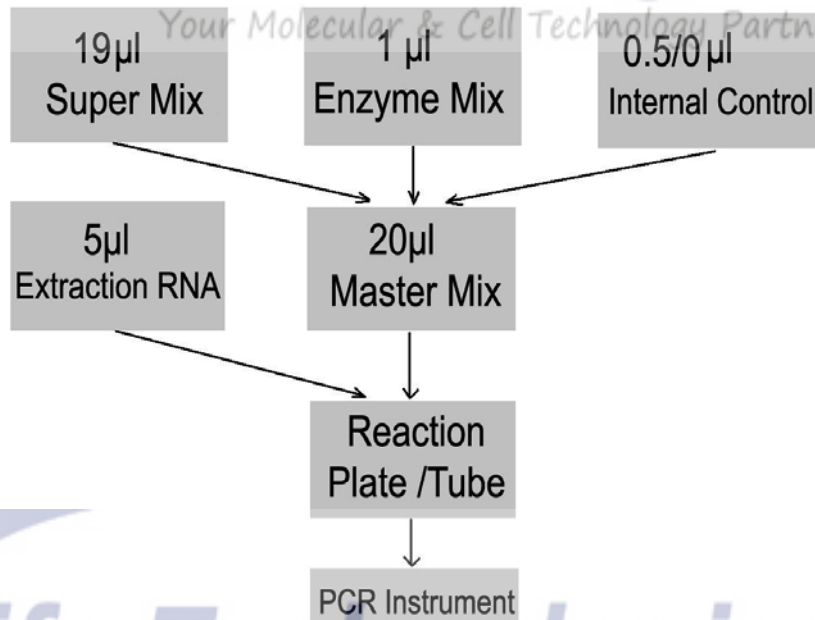 Your Molecular & Cell Technology Partn
19µl
Super Mix
1 µl
Enzyme Mix
0.5/0 µl
Internal Control
5µl
Extraction RNA
20µl
Master Mix
Reaction
Plate /Tube
PCR Instrument